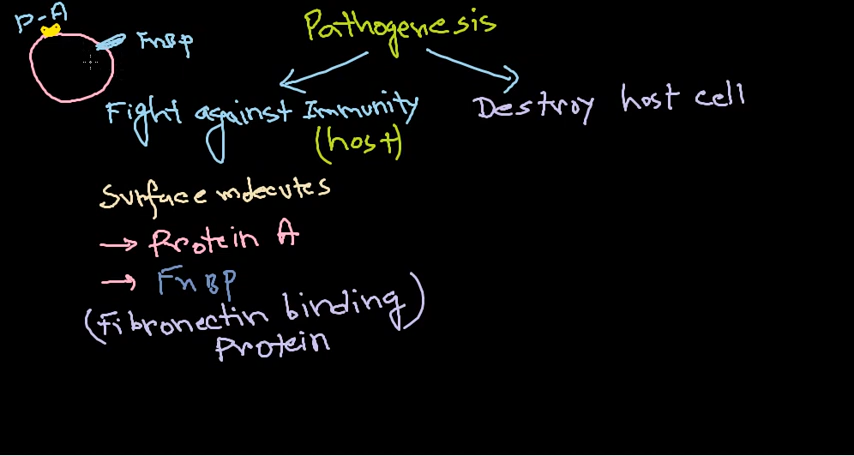 P-A
FnBP
Pathogenesis
Fight against Immunity
(host)
Destroy host cell
Surface molecules
→ Protein A
→ FnBP
(Fibronectin binding)
Protein